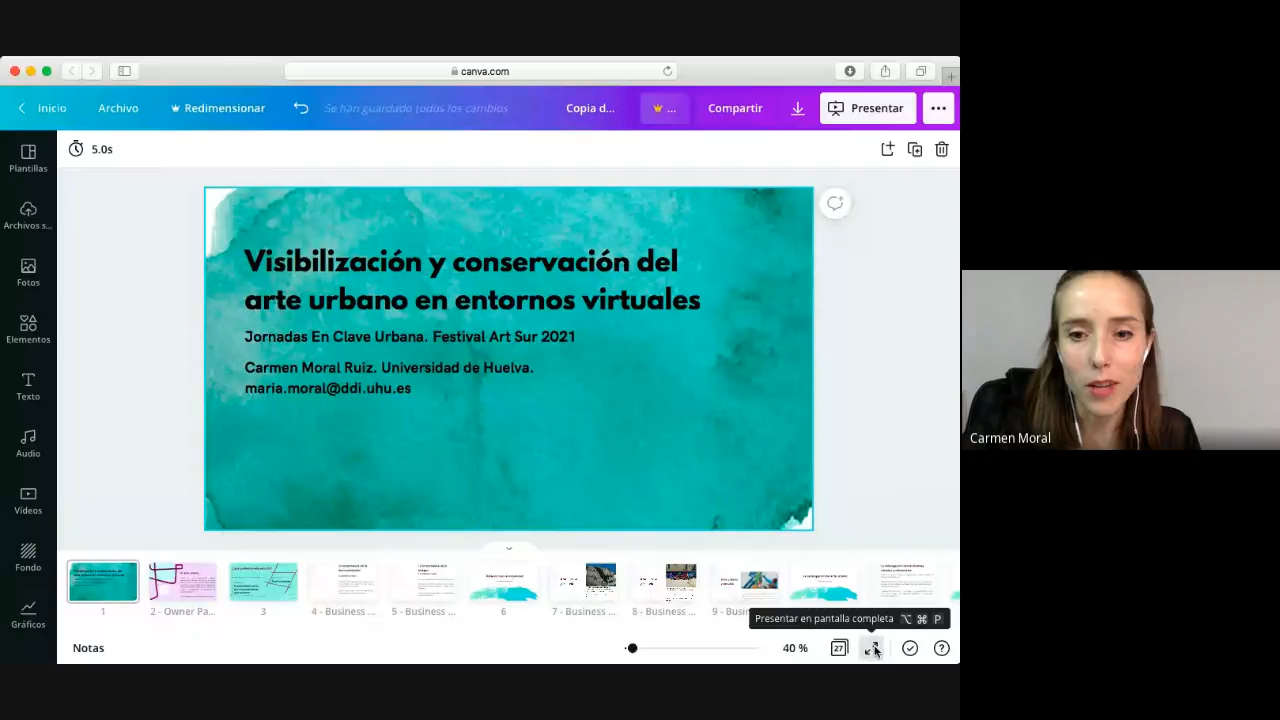 canva.com
Inicio
Archivo
Redimensionar
Se han guardado todos los cambios
Copia d...
...
Compartir
Presentar
5.0s
Plantillas
Archivos s...
Fotos
Elementos
Texto
Audio
Vídeos
Fondo
Gráficos
Visibilización y conservación del
arte urbano en entornos virtuales
Jornadas En Clave Urbana. Festival Art Sur 2021
Carmen Moral Ruiz. Universidad de Huelva.
maria.moral@ddi.uhu.es
Carmen Moral
1
2 - Owner Pa...
3
4 - Business ...
5 - Business ...
6
7 - Business ...
8 - Business ...
9 - Busin
Presentar en pantalla completa ⌥ ⌘ P
Notas
40 %
27